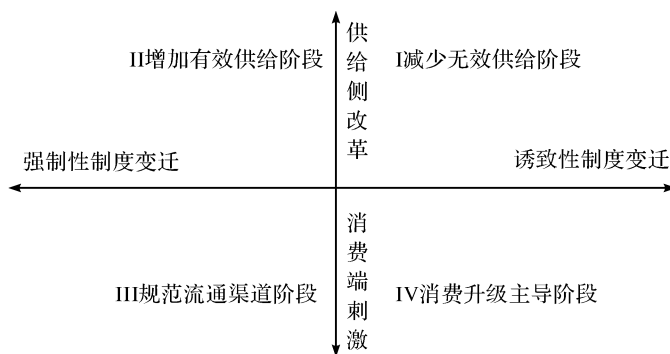 供给侧改革
II增加有效供给阶段
I减少无效供给阶段
强制性制度变迁
诱致性制度变迁
消费端刺激
III规范流通渠道阶段
IV消费升级主导阶段